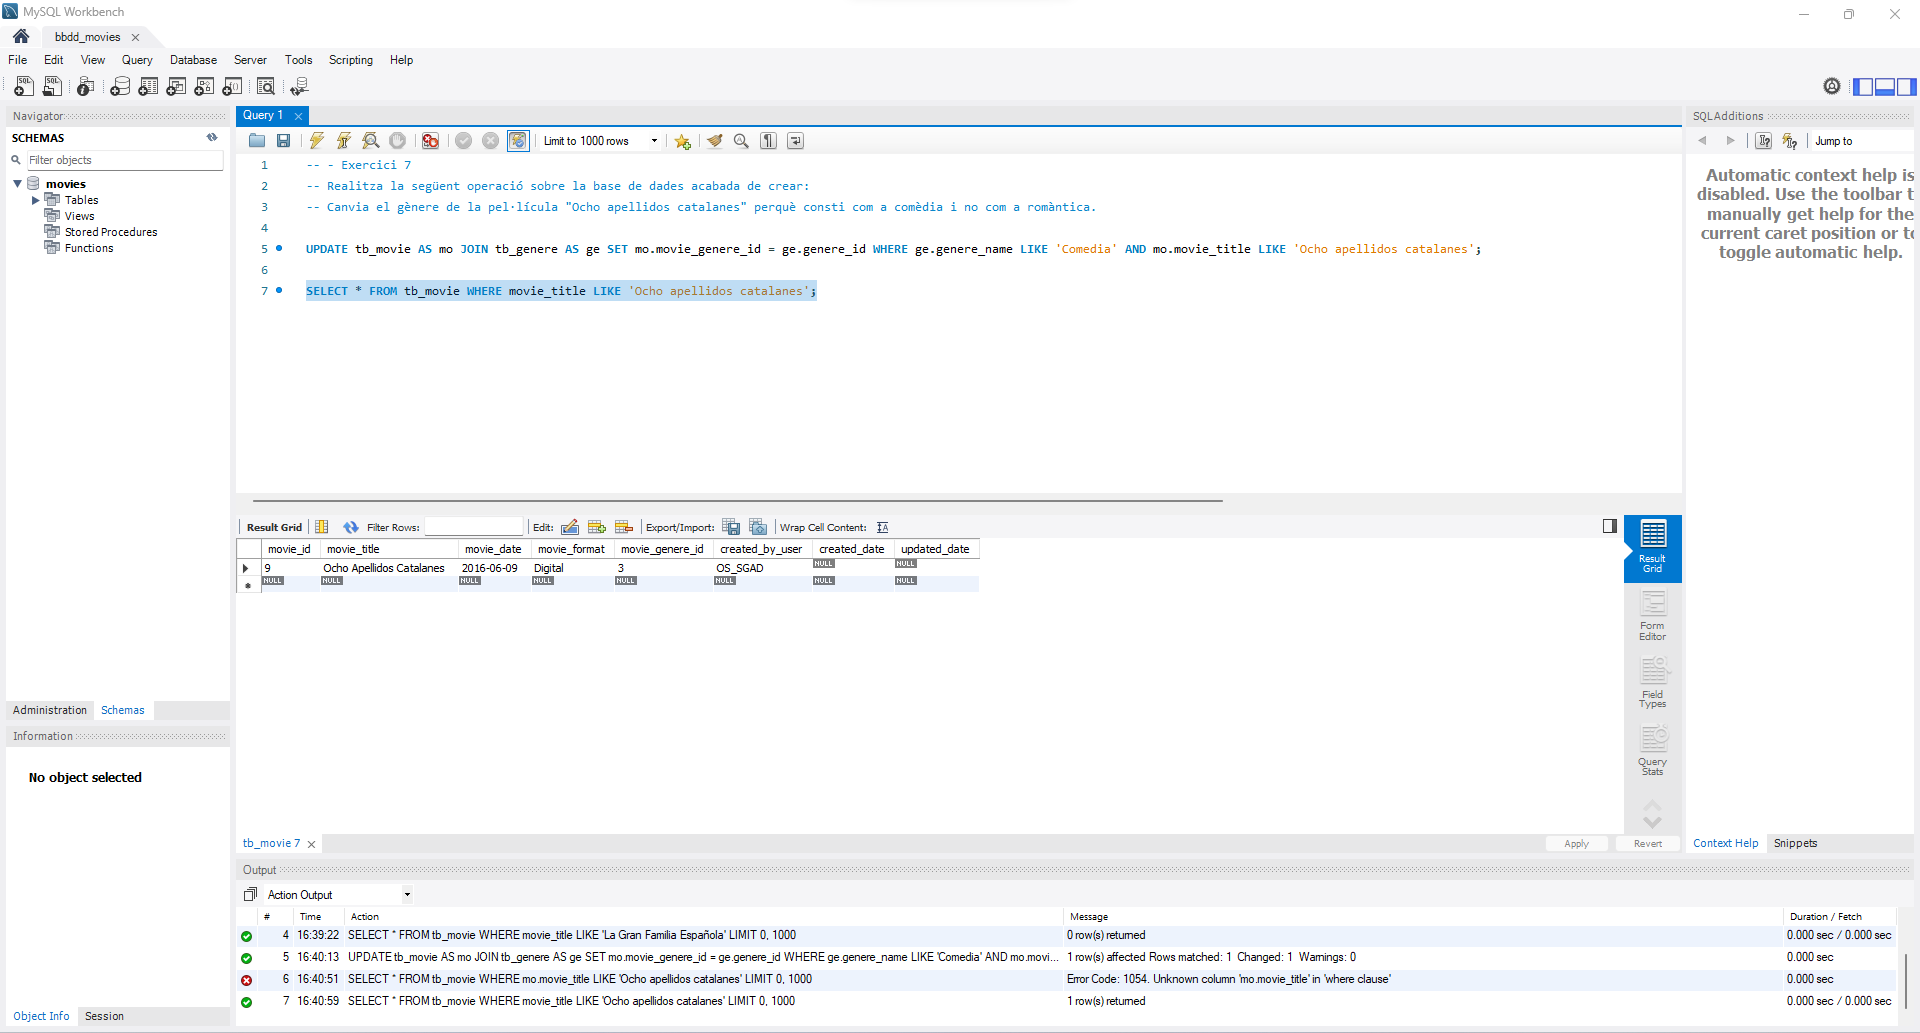 MySQL Workbench
bbdd_movies
File Edit View Query Database Server Tools Scripting Help
Navigator
SCHEMAS
Filter objects
movies
Tables
Views
Stored Procedures
Functions
Administration Schemas
Information
No object selected
Object Info Session
Query 1
Limit to 1000 rows
1 -- - Exercici 7
2 -- Realitza la següent operació sobre la base de dades acabada de crear:
3 -- Canvia el gènere de la pel·lícula "Ocho apellidos catalanes" perquè consti com a comèdia i no com a romàntica.
4
5 UPDATE tb_movie AS mo JOIN tb_genere AS ge SET mo.movie_genere_id = ge.genere_id WHERE ge.genere_name LIKE 'Comedia' AND mo.movie_title LIKE 'Ocho apellidos catalanes';
6
7 SELECT * FROM tb_movie WHERE movie_title LIKE 'Ocho apellidos catalanes';
Result Grid Filter Rows: Edit: Export/Import: Wrap Cell Content:
movie_id movie_title movie_date movie_format movie_genere_id created_by_user created_date updated_date
9 Ocho Apellidos Catalanes 2016-06-09 Digital 3 OS_SGAD NULL NULL
NULL NULL NULL NULL NULL NULL NULL NULL
Result
Grid
Form
Editor
Field
Types
Query
Stats
tb_movie 7
Apply Revert
SQLAdditions
Jump to
Automatic context help is
disabled. Use the toolbar t
manually get help for the
current caret position or to
toggle automatic help.
Context Help Snippets
Output
Action Output
# Time Action Message Duration / Fetch
4 16:39:22 SELECT * FROM tb_movie WHERE movie_title LIKE 'La Gran Familia Española' LIMIT 0, 1000 0 row(s) returned 0.000 sec / 0.000 sec
5 16:40:13 UPDATE tb_movie AS mo JOIN tb_genere AS ge SET mo.movie_genere_id = ge.genere_id WHERE ge.genere_name LIKE 'Comedia' AND mo.movi... 1 row(s) affected Rows matched: 1 Changed: 1 Warnings: 0 0.000 sec
6 16:40:51 SELECT * FROM tb_movie WHERE mo.movie_title LIKE 'Ocho apellidos catalanes' LIMIT 0, 1000 Error Code: 1054. Unknown column 'mo.movie_title' in 'where clause' 0.000 sec
7 16:40:59 SELECT * FROM tb_movie WHERE movie_title LIKE 'Ocho apellidos catalanes' LIMIT 0, 1000 1 row(s) returned 0.000 sec / 0.000 sec